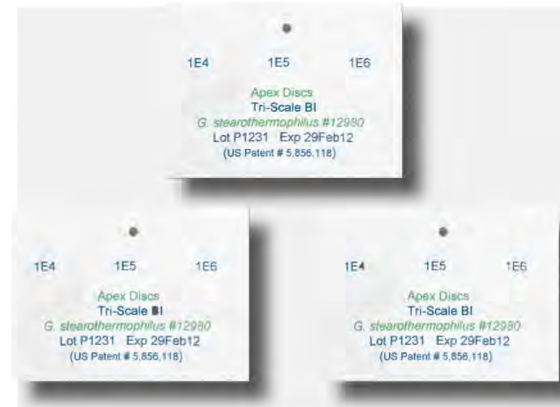 1E4 1E5 1E6
Apex Discs
Tri-Scale BI
G. stearothermophilus #12980
Lot P1231 Exp 29Feb12
(US Patent # 5,856,118)
1E4 1E5 1E6
Apex Discs
Tri-Scale BI
G. stearothermophilus #12980
Lot P1231 Exp 29Feb12
(US Patent # 5,856,118)
1E4 1E5 1E6
Apex Discs
Tri-Scale BI
G. stearothermophilus #12980
Lot P1231 Exp 29Feb12
(US Patent # 5,856,118)